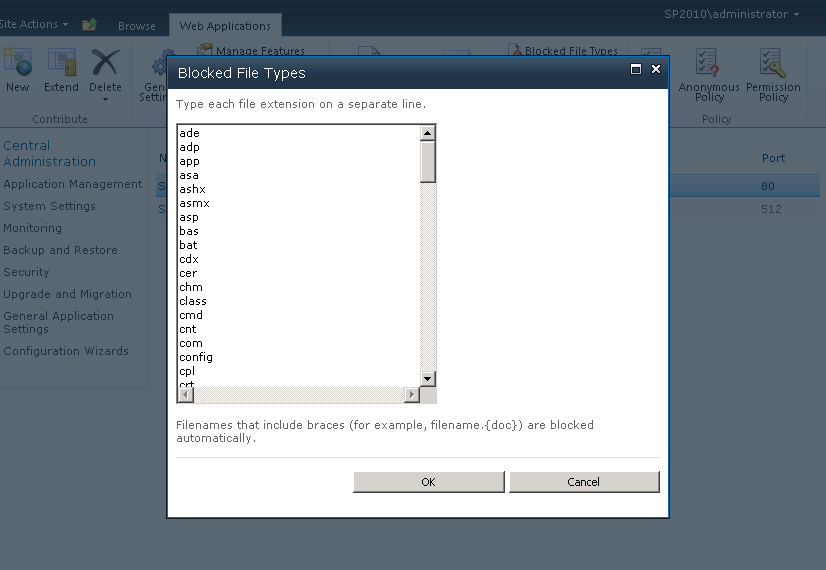 Site Actions
Browse
Web Applications
SP2010\administrator
New
Extend
Delete
Manage Features
Blocked File Types
Anonymous
Policy
Permission
Policy
Contribute
Policy
Blocked File Types
Type each file extension on a separate line.
ade
adp
app
asa
ashx
asmx
asp
bas
bat
cdx
cer
chm
class
cmd
cnt
com
config
cpl
crt
Filenames that include braces (for example, filename.{doc}) are blocked
automatically.
OK
Cancel
Central
Administration
Application Management
System Settings
Monitoring
Backup and Restore
Security
Upgrade and Migration
General Application
Settings
Configuration Wizards
Port
80
512